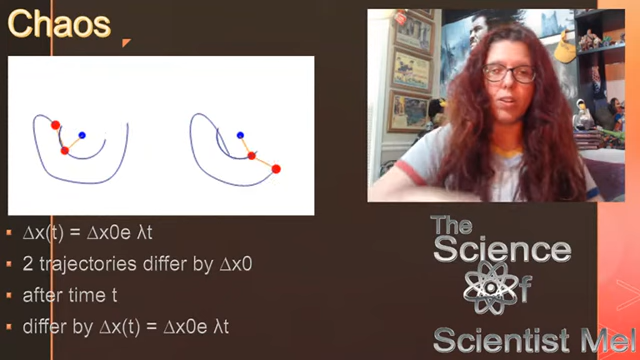 Chaos
Δx(t) = Δx0e λt
2 trajectories differ by Δx0
after time t
differ by Δx(t) = Δx0e λt
The
Science
of
Scientist Mel